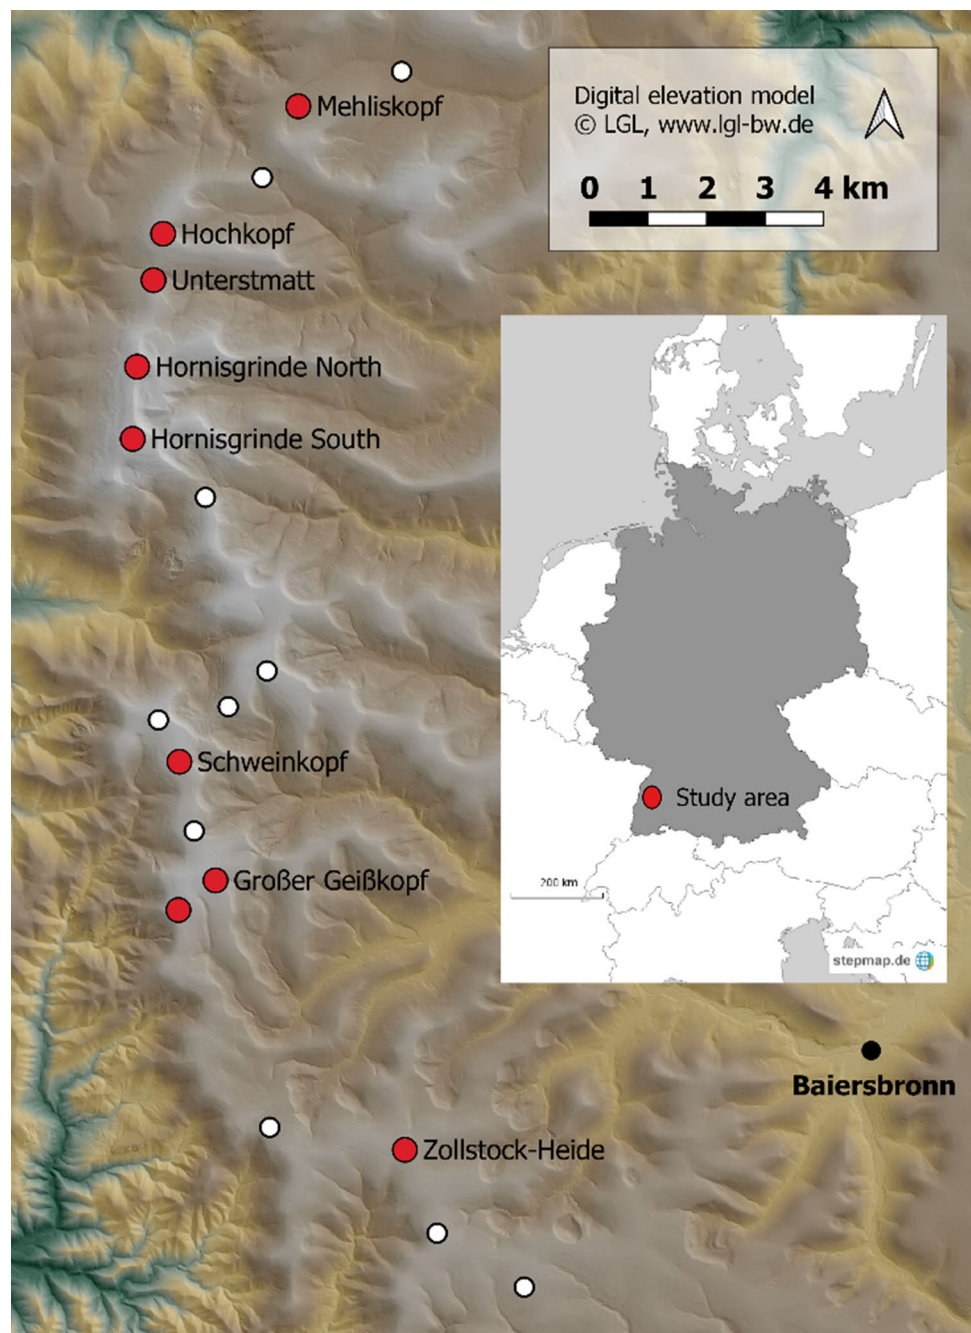 Mehliskopf
Digital elevation model
© LGL, www.lgl-bw.de
0 1 2 3 4 km
Hochkopf
Unterstmatt
Hornisgrinde North
Hornisgrinde South
Schweinkopf
Großer Geißkopf
Study area
200 km
stepmap.de
Baiersbronn
Zollstock-Heide